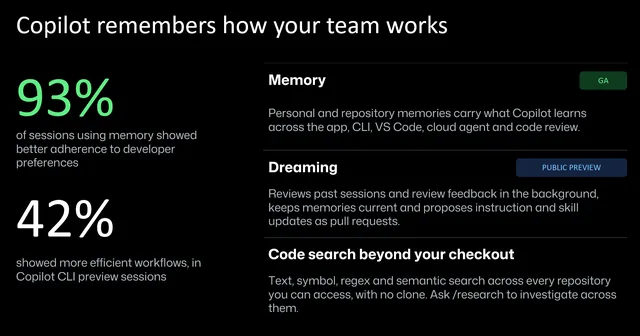 Copilot remembers how your team works
93%
of sessions using memory showed
better adherence to developer
preferences
42%
showed more efficient workflows, in
Copilot CLI preview sessions
Memory
GA
Personal and repository memories carry what Copilot learns
across the app, CLI, VS Code, cloud agent and code review.
Dreaming
PUBLIC PREVIEW
Reviews past sessions and review feedback in the background,
keeps memories current and proposes instruction and skill
updates as pull requests.
Code search beyond your checkout
Text, symbol, regex and semantic search across every repository
you can access, with no clone. Ask /research to investigate across
them.